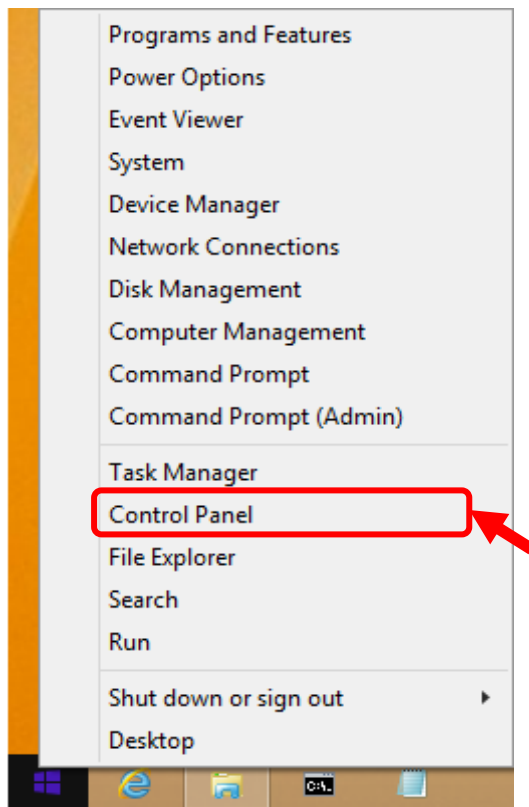 Programs and Features
Power Options
Event Viewer
System
Device Manager
Network Connections
Disk Management
Computer Management
Command Prompt
Command Prompt (Admin)
Task Manager
Control Panel
File Explorer
Search
Run
Shut down or sign out
Desktop
C:\.